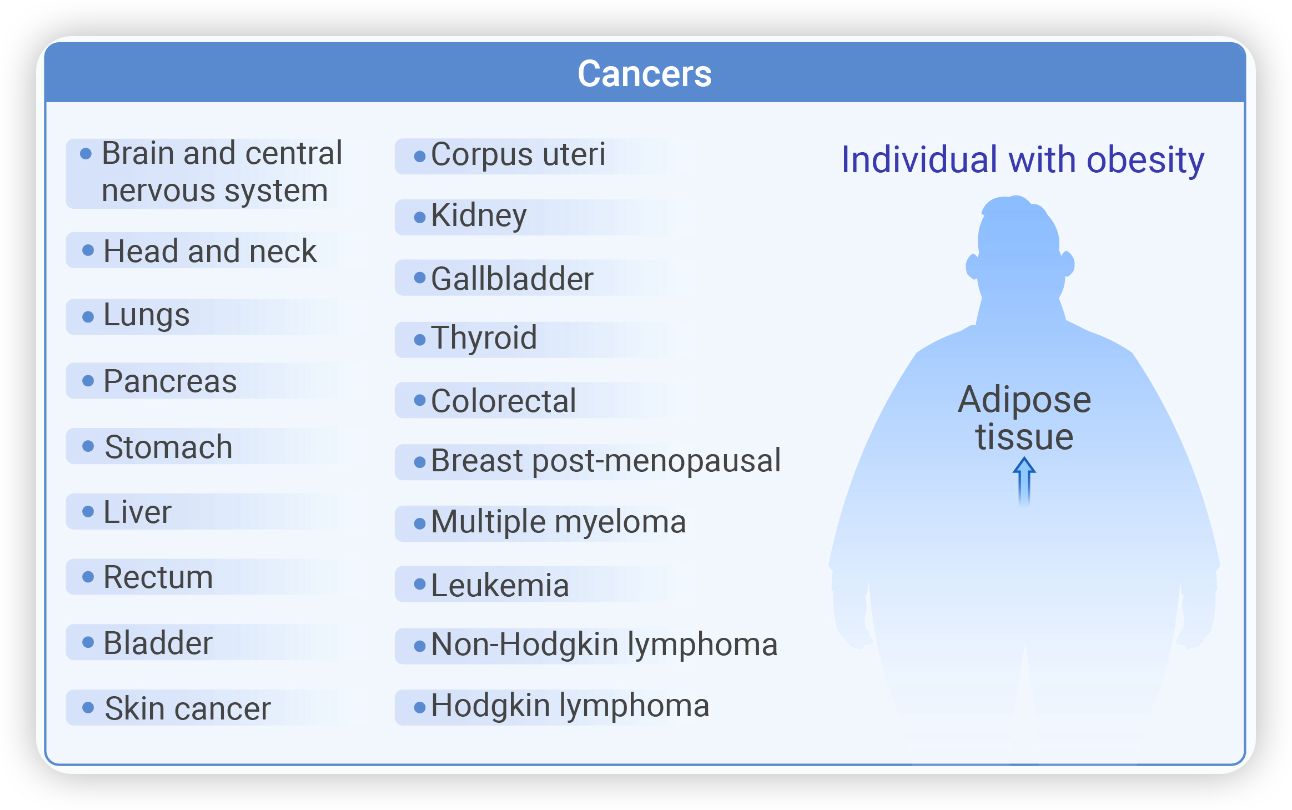 Cancers
• Brain and central
nervous system
• Head and neck
• Lungs
• Pancreas
• Stomach
• Liver
• Rectum
• Bladder
• Skin cancer
• Corpus uteri
• Kidney
• Gallbladder
• Thyroid
• Colorectal
• Breast post-menopausal
• Multiple myeloma
• Leukemia
• Non-Hodgkin lymphoma
• Hodgkin lymphoma
Individual with obesity
Adipose
tissue